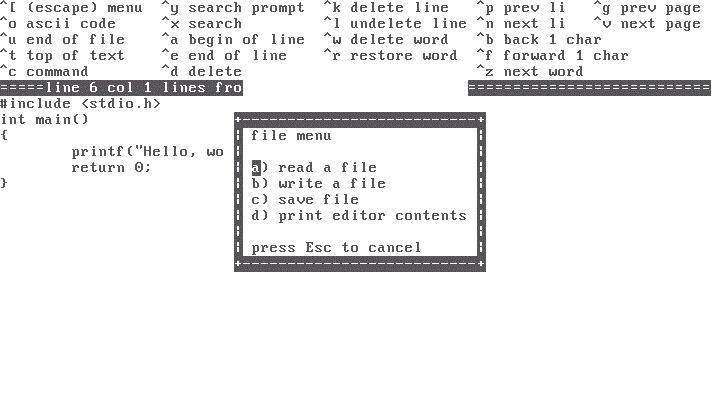 ^[ (escape) menu  ^y search prompt  ^k delete line   ^p prev li  ^g prev page
^o ascii code     ^x search         ^l undelete line ^n next li  ^v next page
^u end of file    ^a begin of line  ^w delete word   ^b back 1 char
^t top of text    ^e end of line    ^r restore word  ^f forward 1 char
^c command        ^d delete                          ^z next word
=====line 6 col 1 lines fro ===========================
#include <stdio.h>
int main()
{
file menu
printf("Hello, wo
return 0;
}
a) read a file
b) write a file
c) save file
d) print editor contents
press Esc to cancel